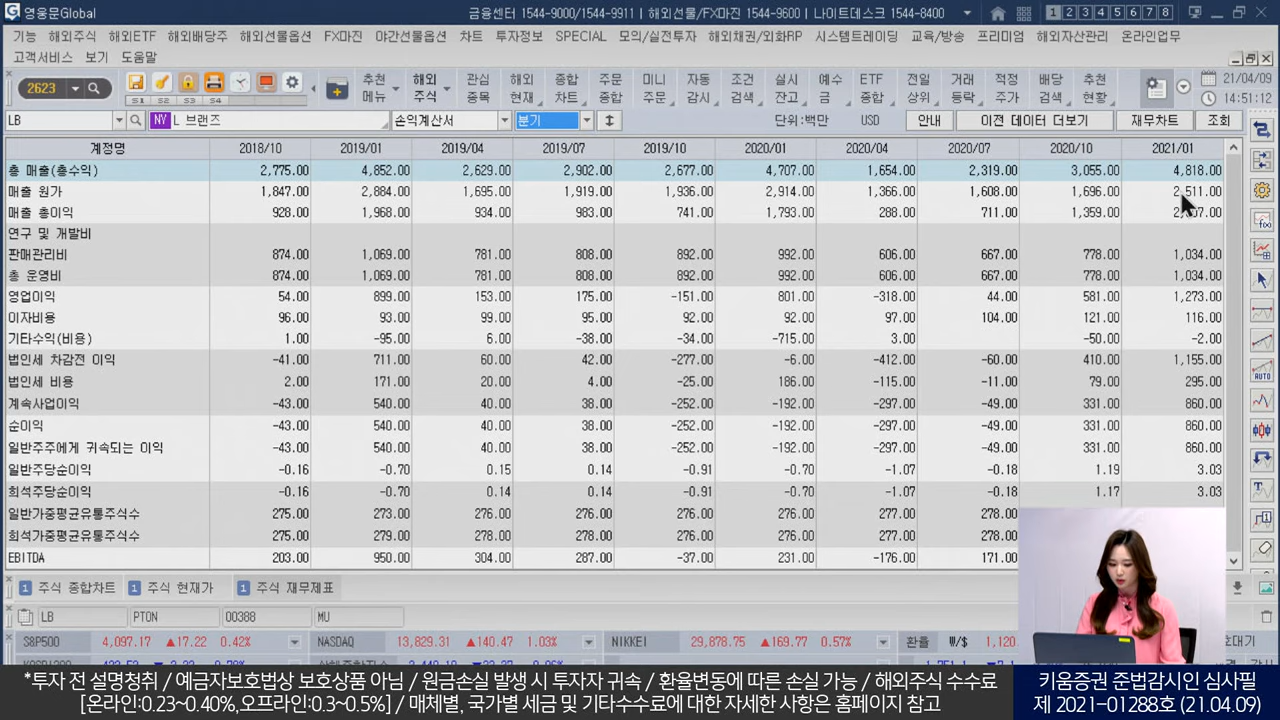 영웅문Global
금융센터 1544-9000/1544-9911 | 해외선물/FX마진 1544-9600 | 나이트데스크 1544-8400
1 2 3 4 5 6 7 8
기능 해외주식 해외ETF 해외배당주 해외선물옵션 FX마진 야간선물옵션 차트 투자정보 SPECIAL 모의/실전투자 해외채권/외화RP 시스템트레이딩 교육/방송 프리미엄 해외자산관리 온라인업무
고객서비스 보기 도움말
2623 S1 S2 S3 S4 추천메뉴 해외주식 관심종목 해외현재 종합차트 주문종합 미니주문 자동감시 조건검색 실시잔고 예수금 ETF종합 전일상위 거래등락 적정주가 배당검색 추천현황 21/04/09
14:51:12
LB NY L 브랜즈 손익계산서 분기 단위:백만 USD 안내 이전 데이터 더보기 재무차트 조회
계정명 2018/10 2019/01 2019/04 2019/07 2019/10 2020/01 2020/04 2020/07 2020/10 2021/01
총 매출(총수익) 2,775.00 4,852.00 2,629.00 2,902.00 2,677.00 4,707.00 1,654.00 2,319.00 3,055.00 4,818.00
매출 원가 1,847.00 2,884.00 1,695.00 1,919.00 1,936.00 2,914.00 1,366.00 1,608.00 1,696.00 2,511.00
매출 총이익 928.00 1,968.00 934.00 983.00 741.00 1,793.00 288.00 711.00 1,359.00
연구 및 개발비
판매관리비 874.00 1,069.00 781.00 808.00 892.00 992.00 606.00 667.00 778.00 1,034.00
총 운영비 874.00 1,069.00 781.00 808.00 892.00 992.00 606.00 667.00 778.00 1,034.00
영업이익 54.00 899.00 153.00 175.00 -151.00 801.00 -318.00 44.00 581.00 1,273.00
이자비용 96.00 93.00 99.00 95.00 92.00 92.00 97.00 104.00 121.00 116.00
기타수익(비용) 1.00 -95.00 6.00 -38.00 -34.00 -715.00 3.00 -50.00 -2.00
법인세 차감전 이익 -41.00 711.00 60.00 42.00 -277.00 -6.00 -412.00 -60.00 410.00 1,155.00
법인세 비용 2.00 171.00 20.00 4.00 -25.00 186.00 -115.00 -11.00 79.00 295.00
계속사업이익 -43.00 540.00 40.00 38.00 -252.00 -192.00 -297.00 -49.00 331.00 860.00
순이익 -43.00 540.00 40.00 38.00 -252.00 -192.00 -297.00 -49.00 331.00 860.00
일반주주에게 귀속되는 이익 -43.00 540.00 40.00 38.00 -252.00 -192.00 -297.00 -49.00 331.00 860.00
일반주당순이익 -0.16 -0.70 0.15 0.14 -0.91 -0.70 -1.07 -0.18 1.19 3.03
희석주당순이익 -0.16 -0.70 0.14 0.14 -0.91 -0.70 -1.07 -0.18 1.17 3.03
일반가중평균유통주식수 275.00 273.00 276.00 276.00 276.00 276.00 277.00 278.00
희석가중평균유통주식수 275.00 279.00 278.00 278.00 276.00 276.00 277.00 278.00
EBITDA 203.00 950.00 304.00 287.00 -37.00 231.00 -176.00 171.00
1 주식 종합차트 1 주식 현재가 1 주식 재무제표
LB PTON 00388 MU
S&P500 4,097.17 ▲17.22 0.42% NASDAQ 13,829.31 ▲140.47 1.03% NIKKEI 29,878.75 ▲169.77 0.57% 환율 ₩/$ 1,120.
*투자 전 설명청취 / 예금자보호법상 보호상품 아님 / 원금손실 발생 시 투자자 귀속 / 환율변동에 따른 손실 가능 / 해외주식 수수료
[온라인:0.23~0.40%,오프라인:0.3~0.5%] / 매체별, 국가별 세금 및 기타수수료에 대한 자세한 사항은 홈페이지 참고
키움증권 준법감시인 심사필
제 2021-01288호 (21.04.09)